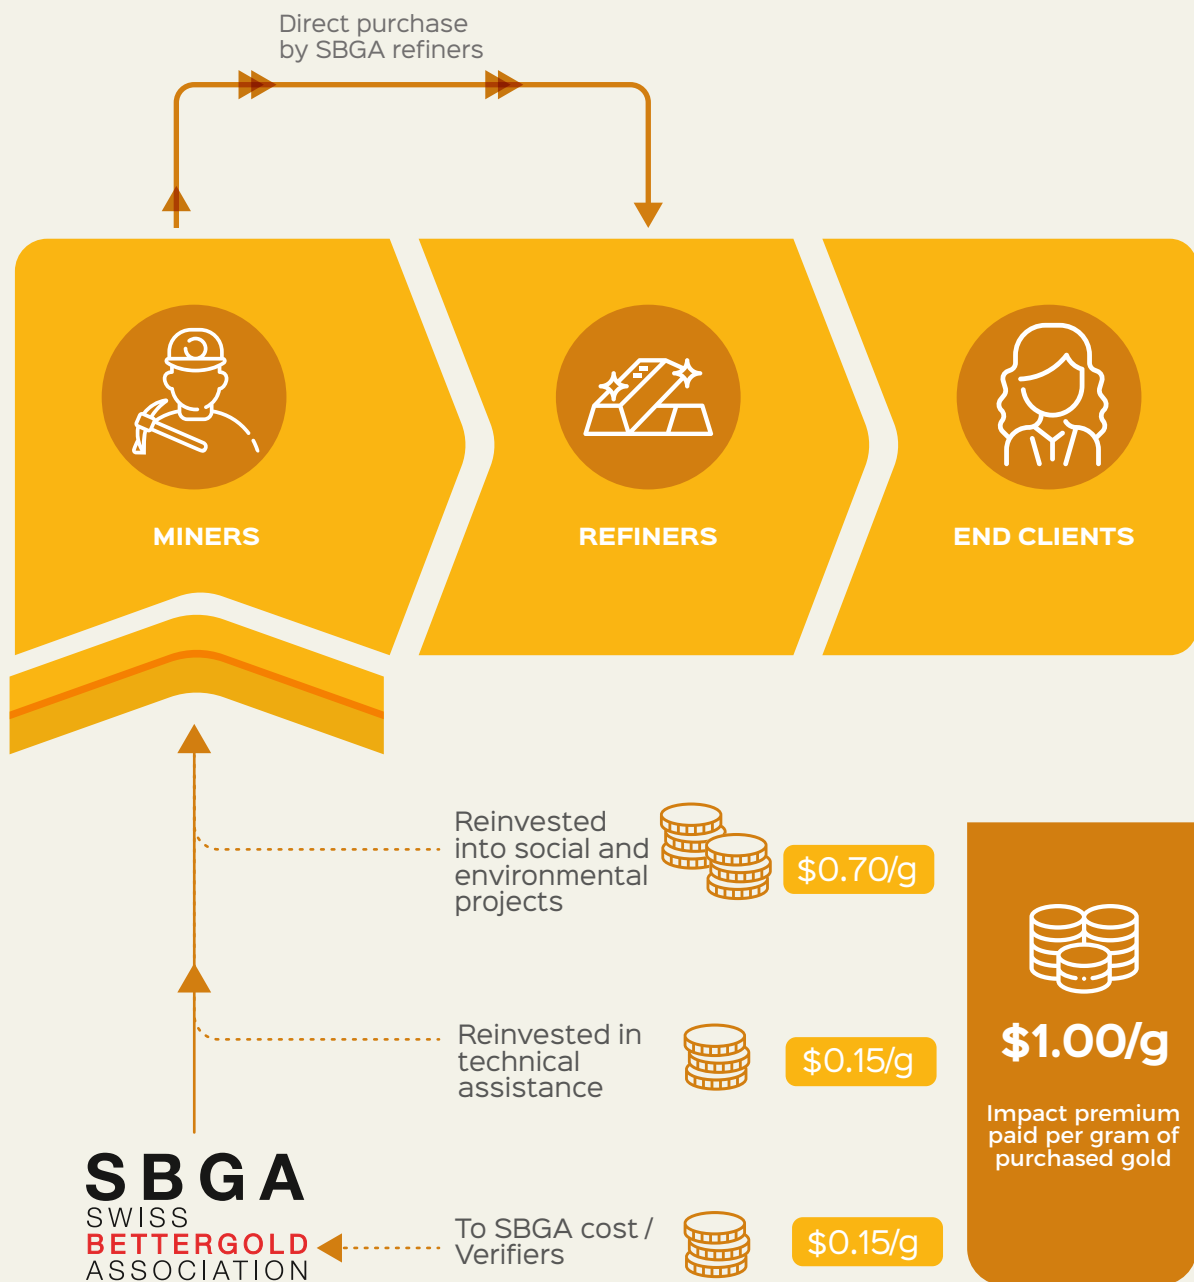 Direct purchase
by SBGA refiners
MINERS
REFINERS
END CLIENTS
Reinvested
into social and
environmental
projects
$0.70/g
Reinvested in
technical
assistance
$0.15/g
To SBGA cost /
Verifiers
$0.15/g
$1.00/g
Impact premium
paid per gram of
purchased gold
SBGA
SWISS
BETTERGOLD
ASSOCIATION